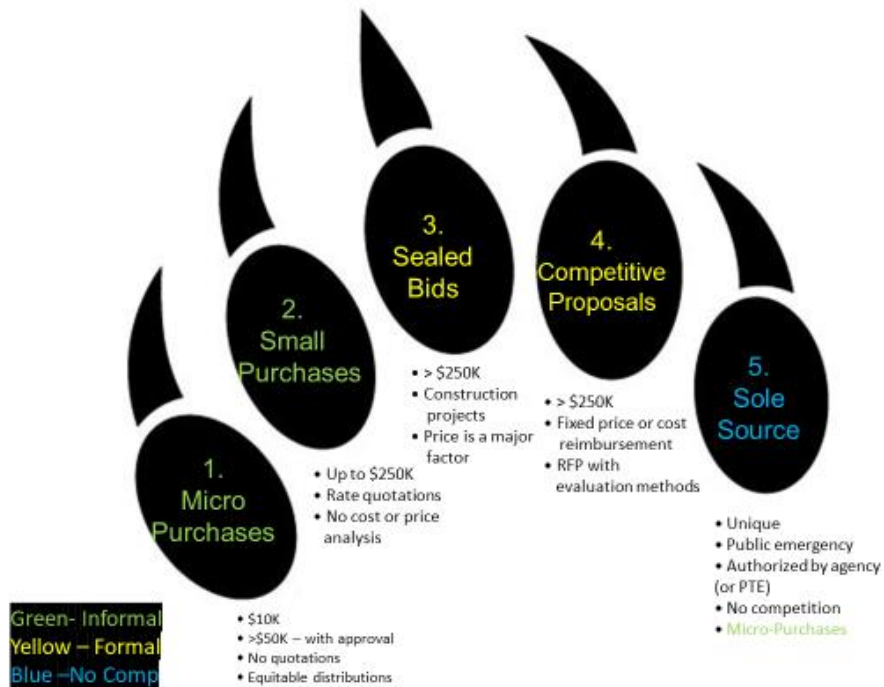 1.
Micro
Purchases
• $10K
• >$50K – with approval
• No quotations
• Equitable distributions
2.
Small
Purchases
• Up to $250K
• Rate quotations
• No cost or price
analysis
3.
Sealed
Bids
• > $250K
• Construction
projects
• Price is a major
factor
4.
Competitive
Proposals
• > $250K
• Fixed price or cost
reimbursement
• RFP with
evaluation methods
5.
Sole
Source
• Unique
• Public emergency
• Authorized by agency
(or PTE)
• No competition
• Micro-Purchases
Green- Informal
Yellow – Formal
Blue –No Comp